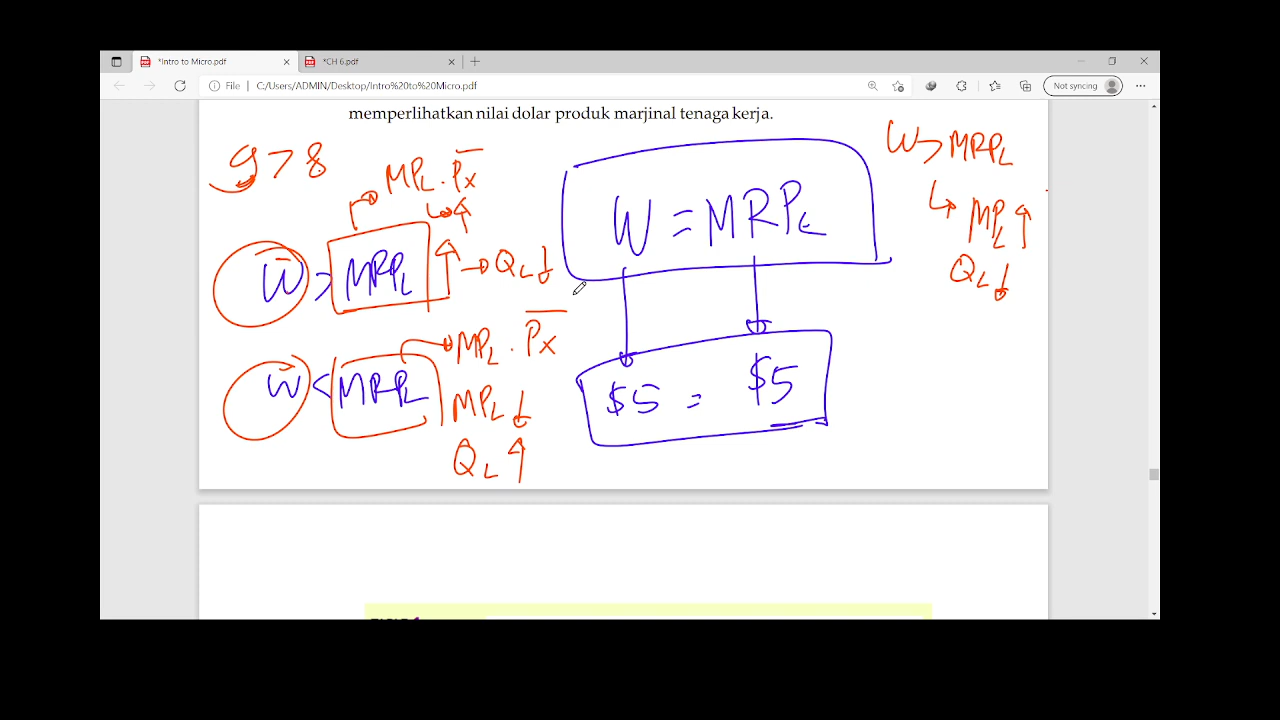 *Intro to Micro.pdf
*CH 6.pdf
File C:/Users/ADMIN/Desktop/Intro%20to%20Micro.pdf
Not syncing
memperlihatkan nilai dolar produk marjinal tenaga kerja.
9 > 8
MPL . Px
W > MRPL
↳ MPL ↑
QL ↓
W = MRPL
W > MRPL ↑ → QL ↓
MPL . Px
W < MRPL
MPL ↓
QL ↑
$5 = $5